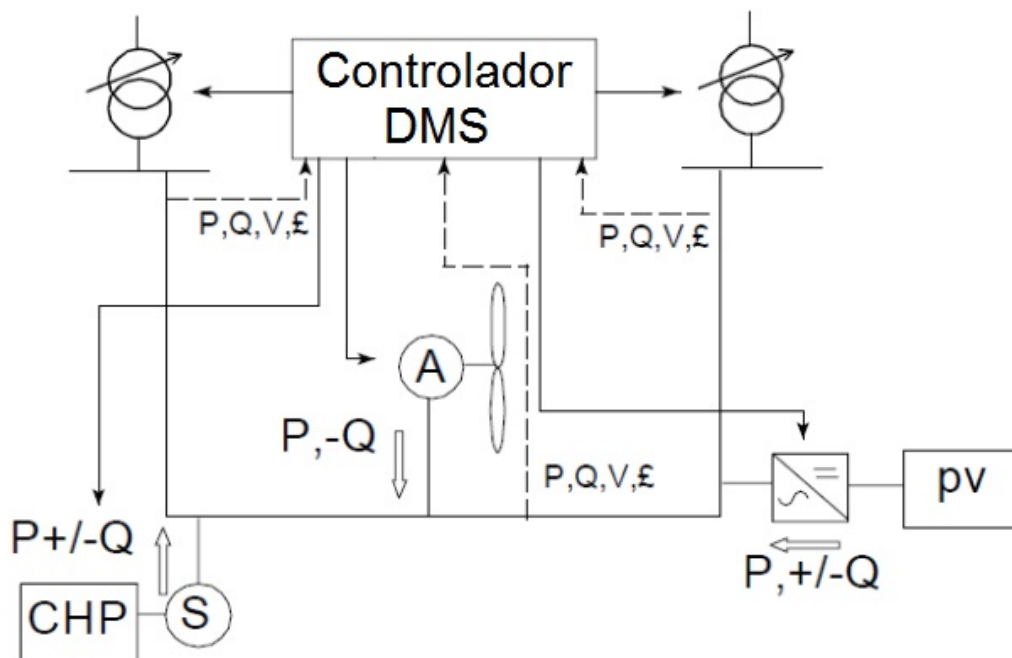 Controlador
DMS
P,Q,V,£
P,Q,V,£
A
P,-Q
P,Q,V,£
pv
P+/-Q
P,+/-Q
CHP
S